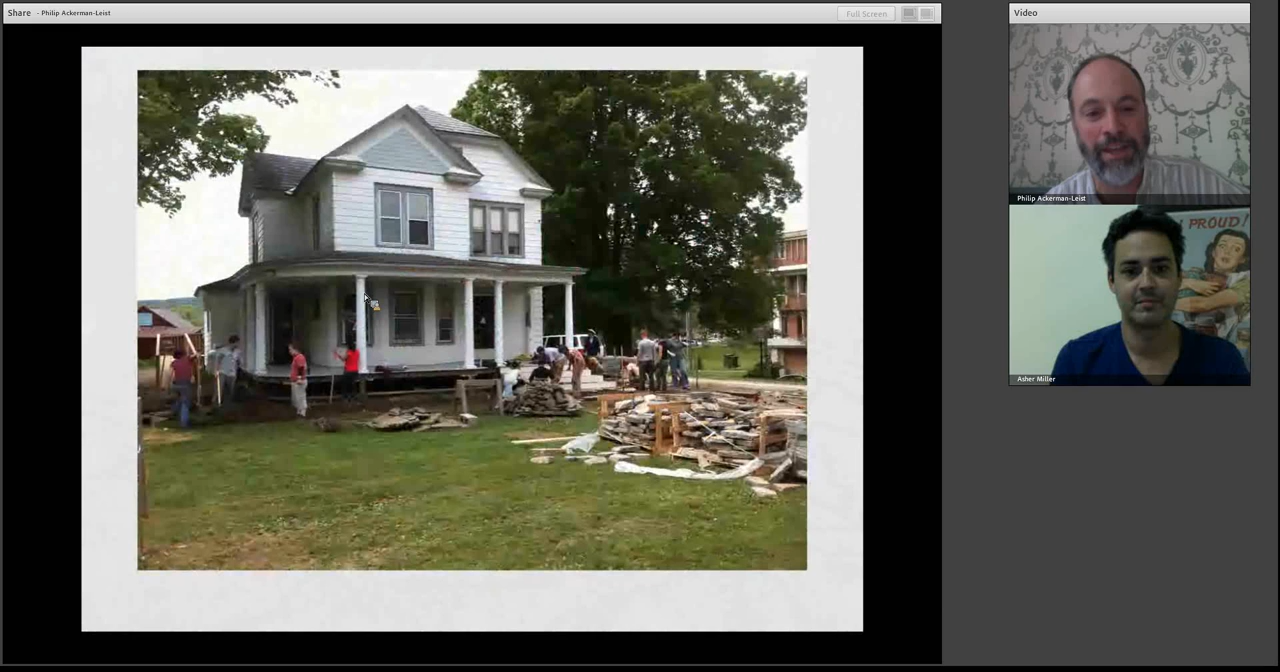 Share - Philip Ackerman-Leist
Full Screen
Video
Philip Ackerman-Leist
PROUD!
Asher Miller